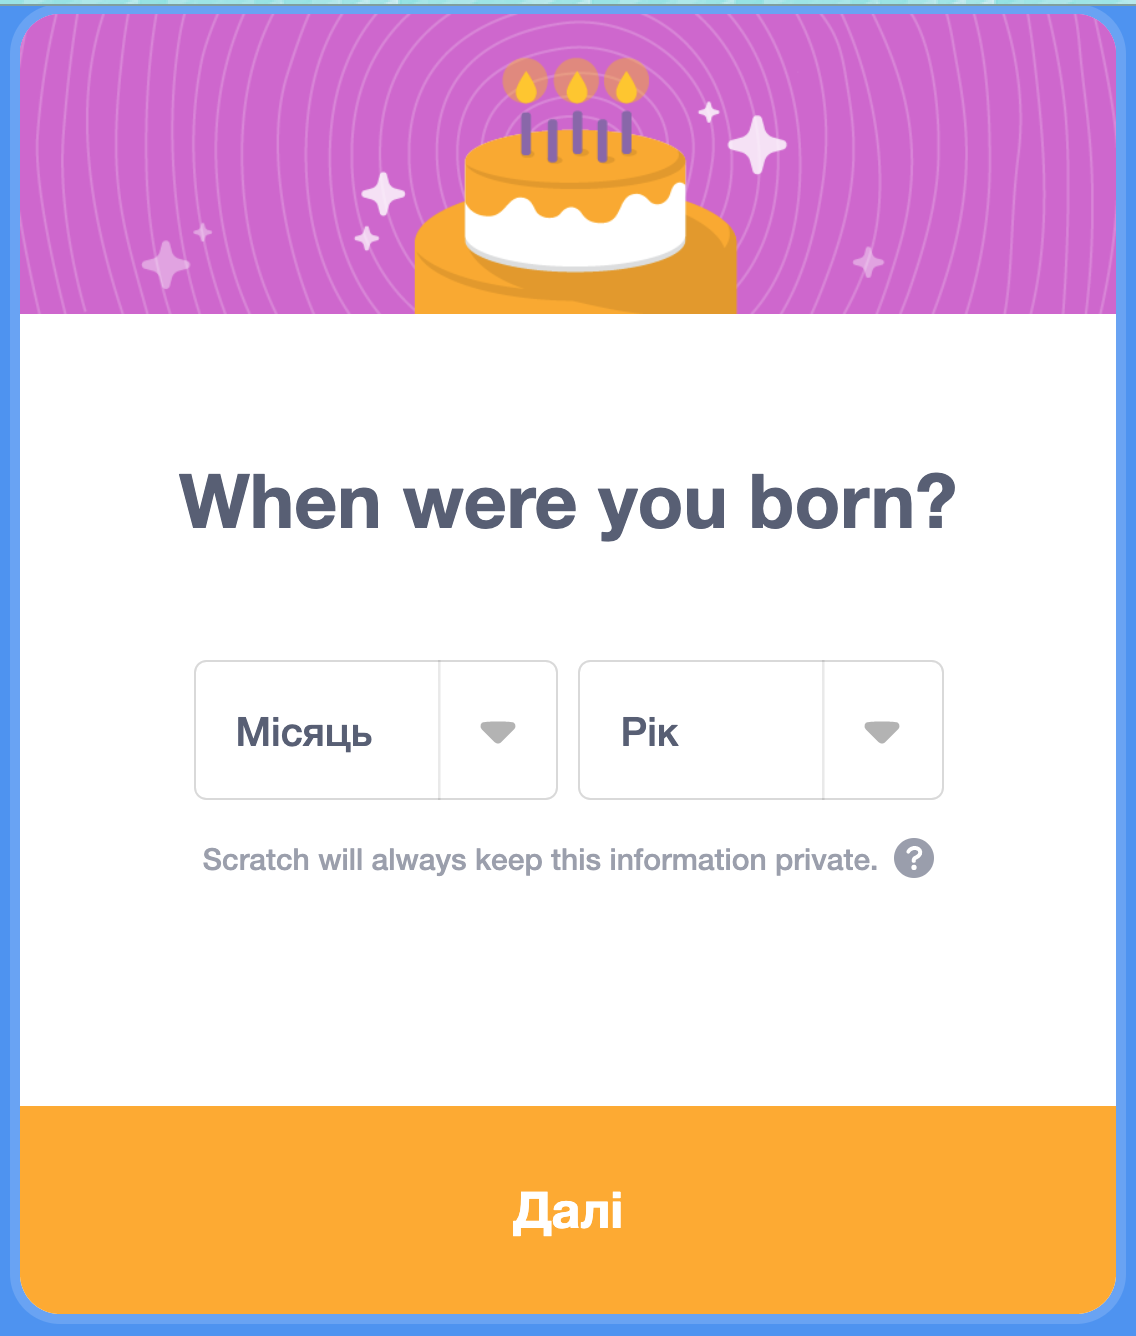 When were you born?
Місяць
Рік
Scratch will always keep this information private. ?
Далі